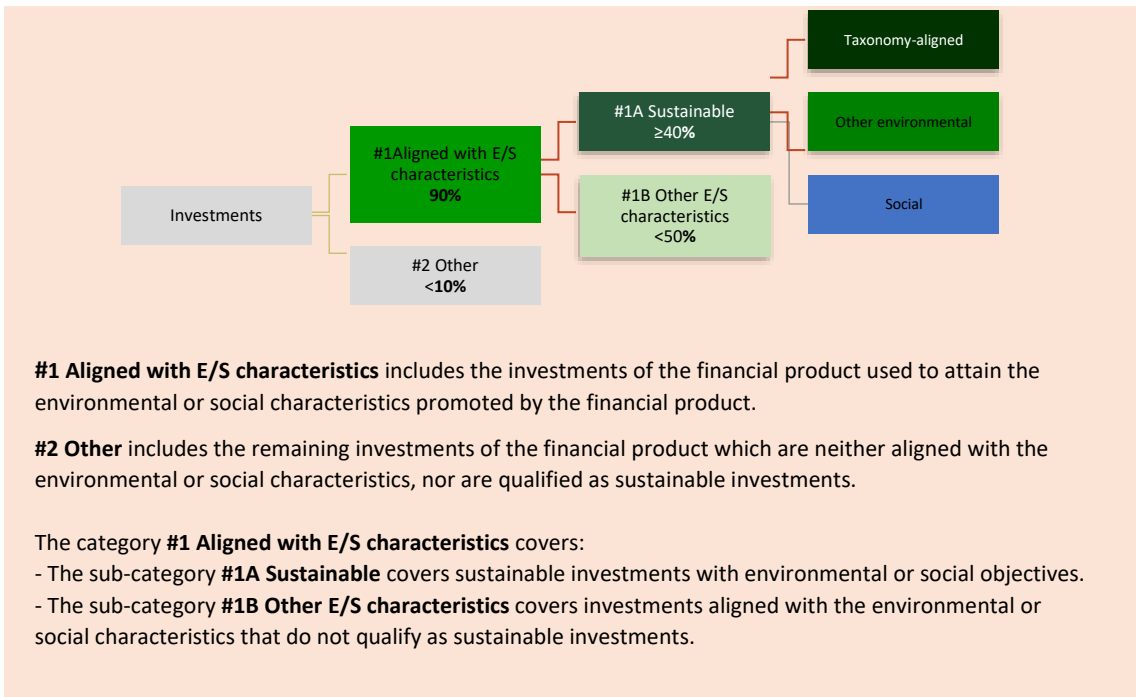 Taxonomy-aligned
#1A Sustainable
≥40%
Other environmental
#1Aligned with E/S
characteristics
90%
#1B Other E/S
characteristics
<50%
Investments
Social
#2 Other
<10%
#1 Aligned with E/S characteristics includes the investments of the financial product used to attain the
environmental or social characteristics promoted by the financial product.
#2 Other includes the remaining investments of the financial product which are neither aligned with the
environmental or social characteristics, nor are qualified as sustainable investments.
The category #1 Aligned with E/S characteristics covers:
- The sub-category #1A Sustainable covers sustainable investments with environmental or social objectives.
- The sub-category #1B Other E/S characteristics covers investments aligned with the environmental or
social characteristics that do not qualify as sustainable investments.